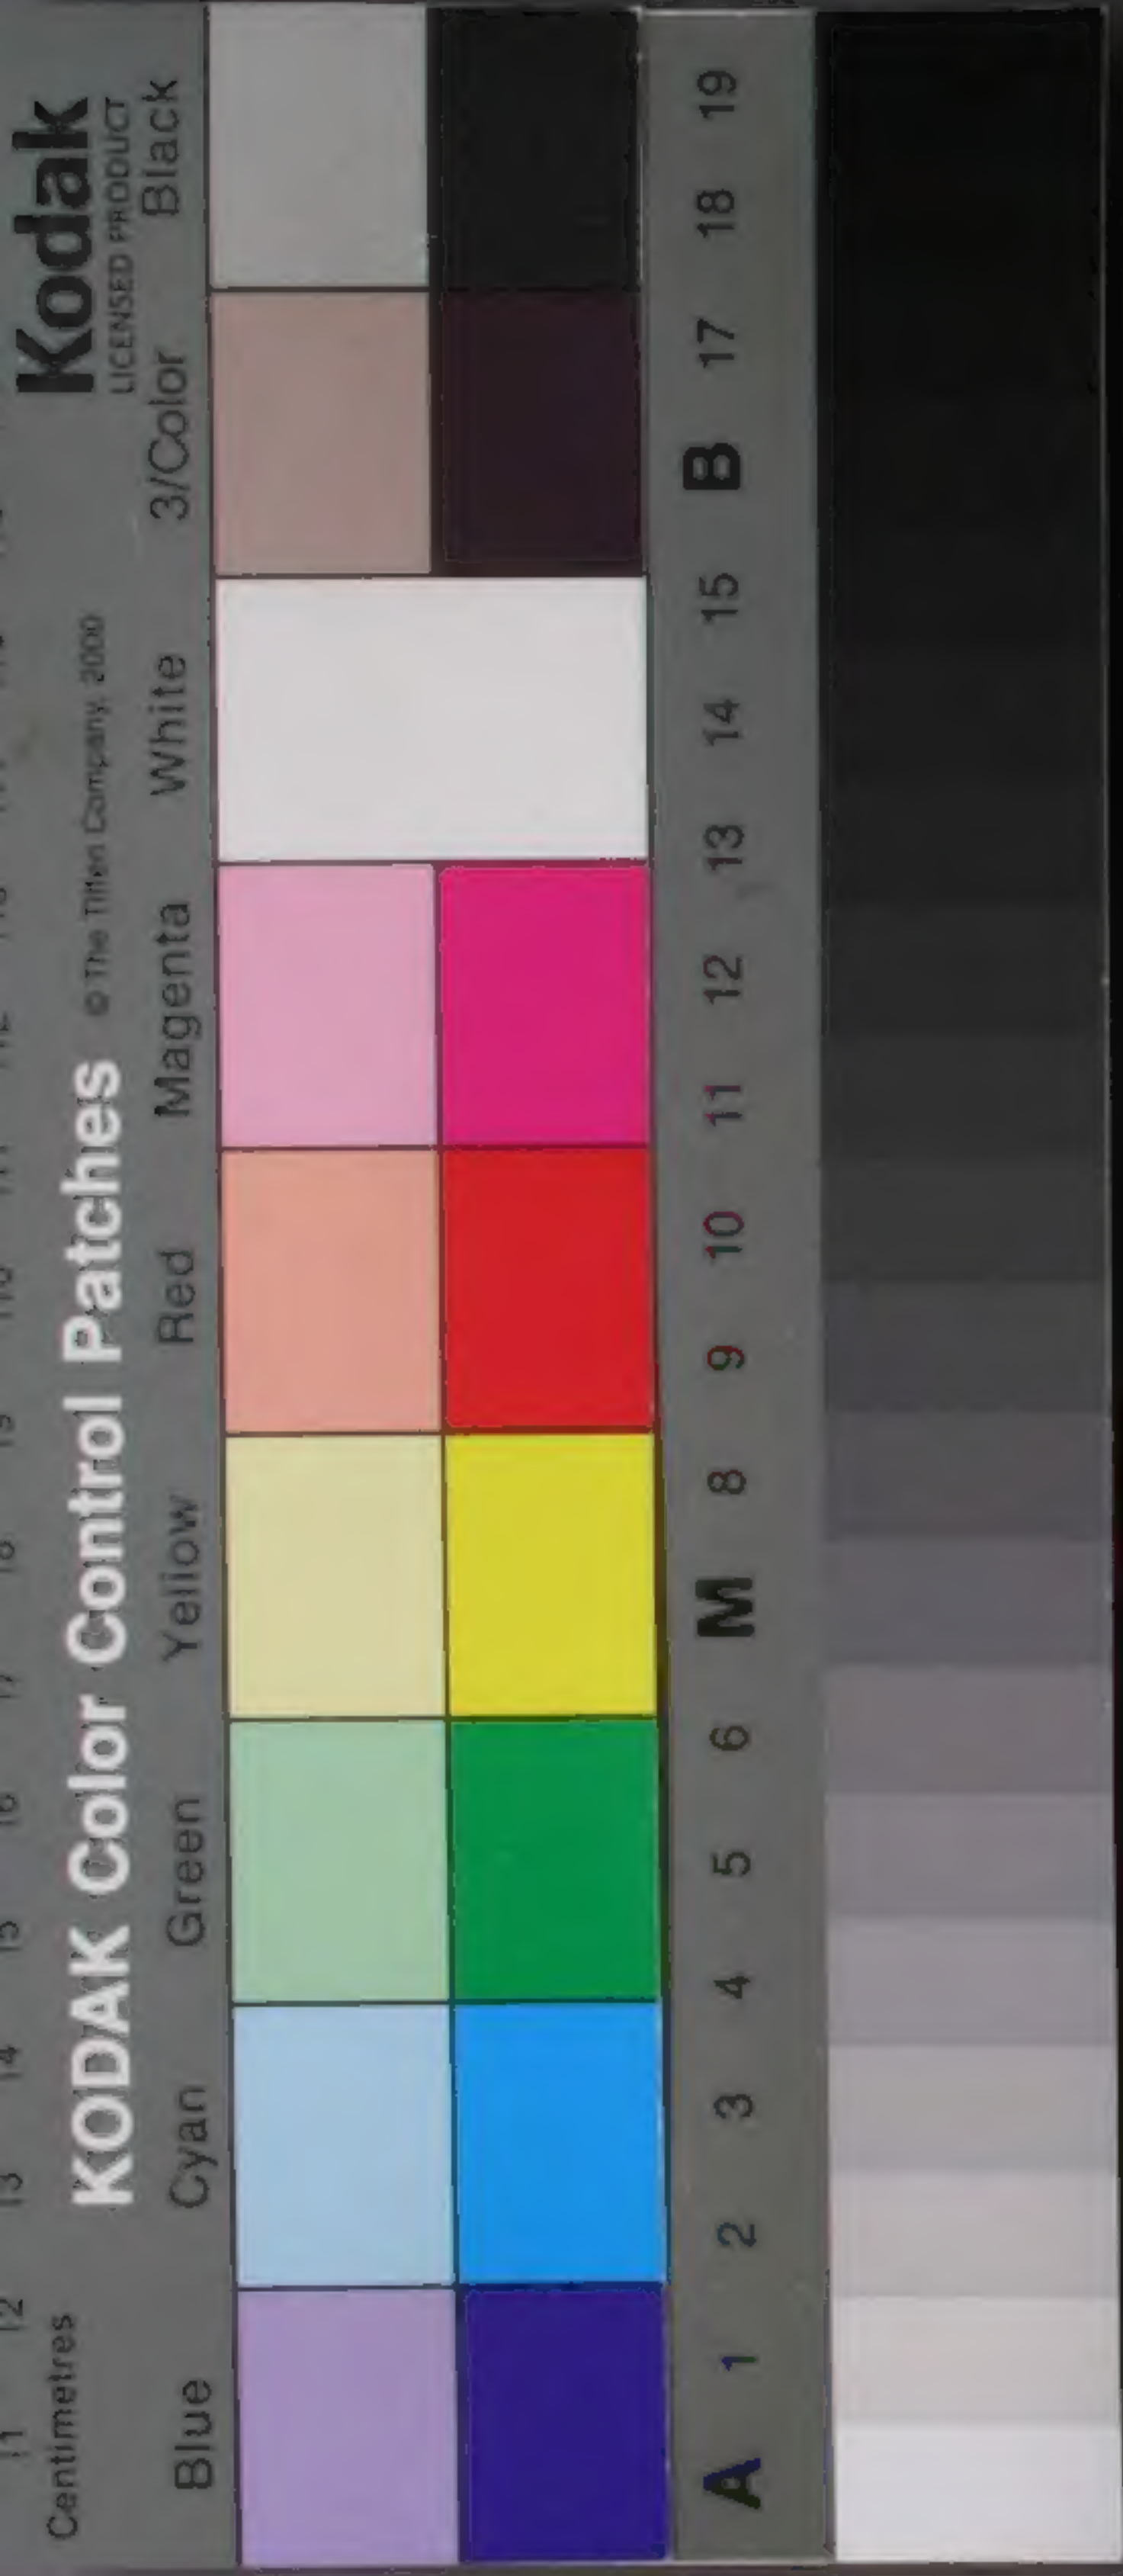 KODAK Color Control Patches
© The Tiffen Company, 2000
Kodak
LICENSED PRODUCT
Centimetres
Blue Cyan Green Yellow Red Magenta White 3/Color Black
A 1 2 3 4 5 6 M 8 9 10 11 12 13 14 15 B 17 18 19